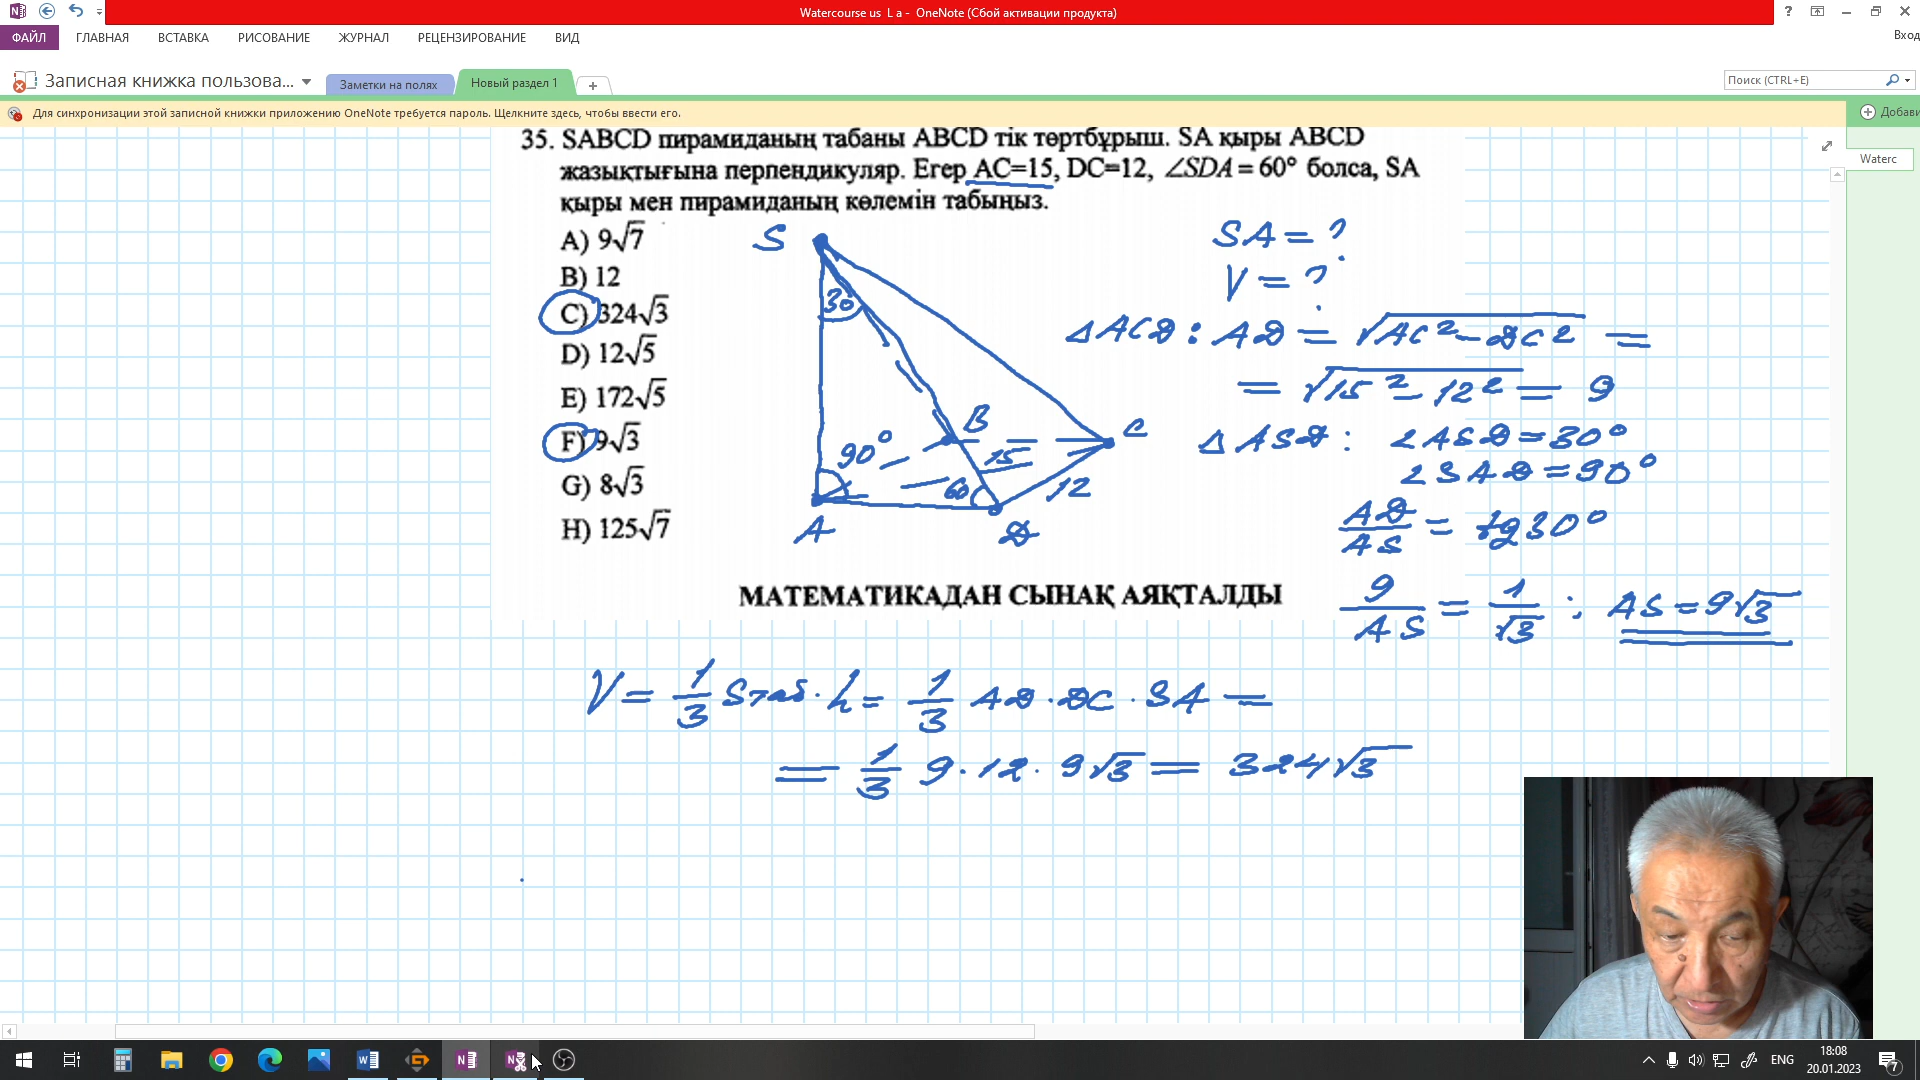 Watercourse us L a - OneNote (Сбой активации продукта)
ФАЙЛ ГЛАВНАЯ ВСТАВКА РИСОВАНИЕ ЖУРНАЛ РЕЦЕНЗИРОВАНИЕ ВИД Вход
Записная книжка пользова... Заметки на полях Новый раздел 1 Поиск (CTRL+E)
Для синхронизации этой записной книжки приложению OneNote требуется пароль. Щелкните здесь, чтобы ввести его.
Добави
Waterc
35. SABCD пирамиданың табаны ABCD тік төртбұрыш. SA қыры ABCD
жазықтығына перпендикуляр. Егер AC=15, DC=12, ∠SDA = 60° болса, SA
қыры мен пирамиданың көлемін табыңыз.
A) 9√7
B) 12
C) 324√3
D) 12√5
E) 172√5
F) 9√3
G) 8√3
H) 125√7
S
30
B
C
90°
15
60
12
A
D
SA = ?
V = ?
ΔACD : AD = √AC² - DC² =
= √15² - 12² = 9
ΔASD : ∠ASD = 30°
∠SAD = 90°
AD/AS = tg30°
9/AS = 1/√3 ; AS = 9√3
МАТЕМАТИКАДАН СЫНАҚ АЯҚТАЛДЫ
V = 1/3 Sтаб · h = 1/3 AD · DC · SA =
= 1/3 9 · 12 · 9√3 = 324√3
ENG
18:08
20.01.2023
7